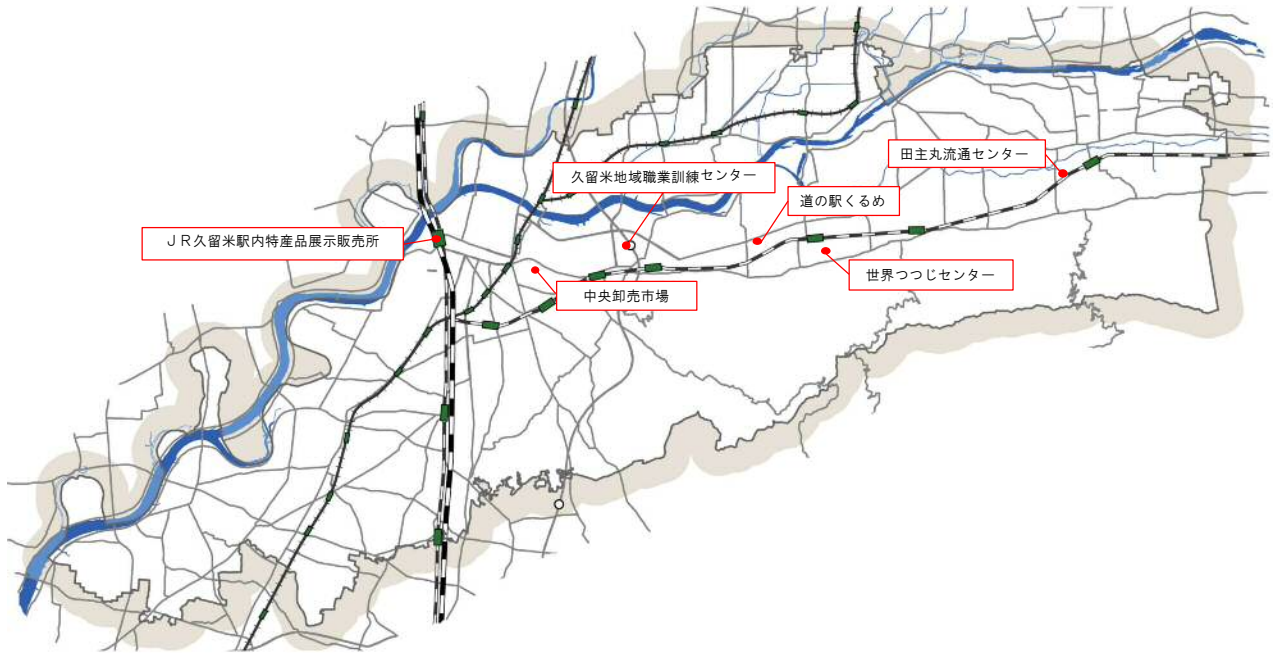 田主丸流通センター
久留米地域職業訓練センター
道の駅くるめ
JR久留米駅内特産品展示販売所
世界つつじセンター
中央卸売市場